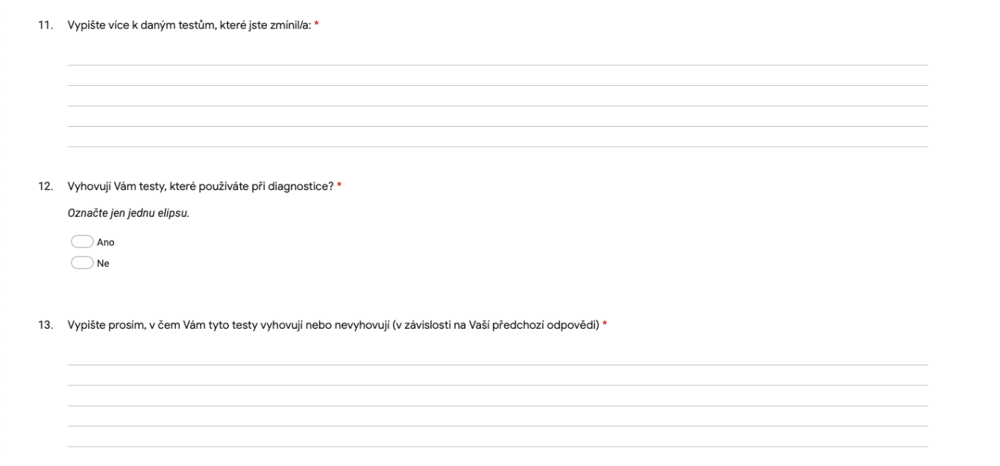 11. Vypište více k daným testům, které jste zmínil/a: *
12. Vyhovují Vám testy, které používáte při diagnostice? *
Označte jen jednu elipsu.
Ano
Ne
13. Vypište prosím, v čem Vám tyto testy vyhovují nebo nevyhovují (v závislosti na Vaší předchozí odpovědi) *